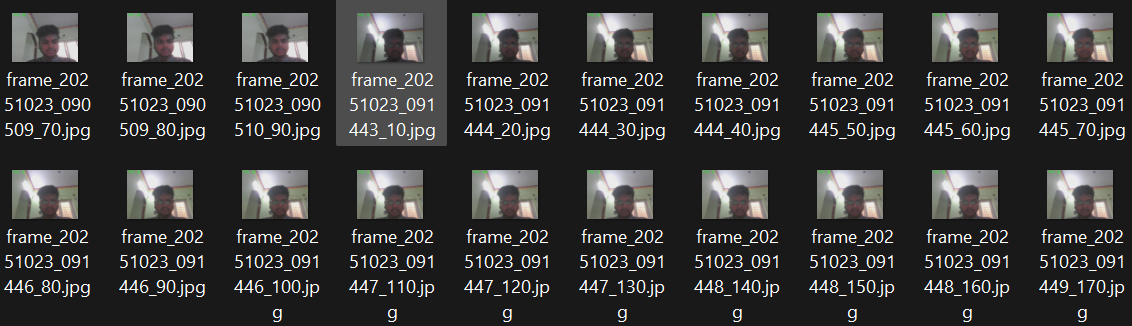 frame_202
51023_090
509_70.jpg
frame_202
51023_090
509_80.jpg
frame_202
51023_090
510_90.jpg
frame_202
51023_091
443_10.jpg
frame_202
51023_091
444_20.jpg
frame_202
51023_091
444_30.jpg
frame_202
51023_091
444_40.jpg
frame_202
51023_091
445_50.jpg
frame_202
51023_091
445_60.jpg
frame_202
51023_091
445_70.jpg
frame_202
51023_091
446_80.jpg
frame_202
51023_091
446_90.jpg
frame_202
51023_091
446_100.jp
g
frame_202
51023_091
447_110.jp
g
frame_202
51023_091
447_120.jp
g
frame_202
51023_091
447_130.jp
g
frame_202
51023_091
448_140.jp
g
frame_202
51023_091
448_150.jp
g
frame_202
51023_091
448_160.jp
g
frame_202
51023_091
449_170.jp
g